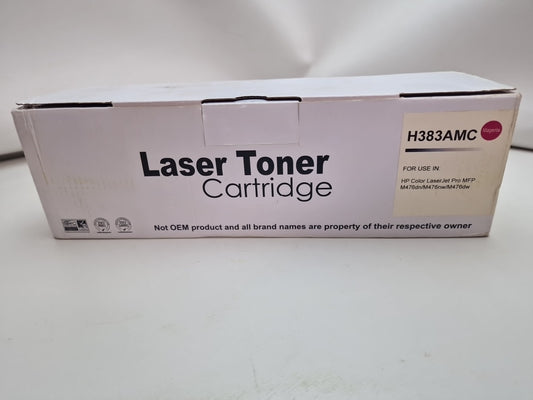 H383AMC
Magenta
Laser Toner
Cartridge
FOR USE IN:
HP Color LaserJet Pro MFP
M476dn/M476nw/M476dw
Not OEM product and all brand names are property of their respective owner